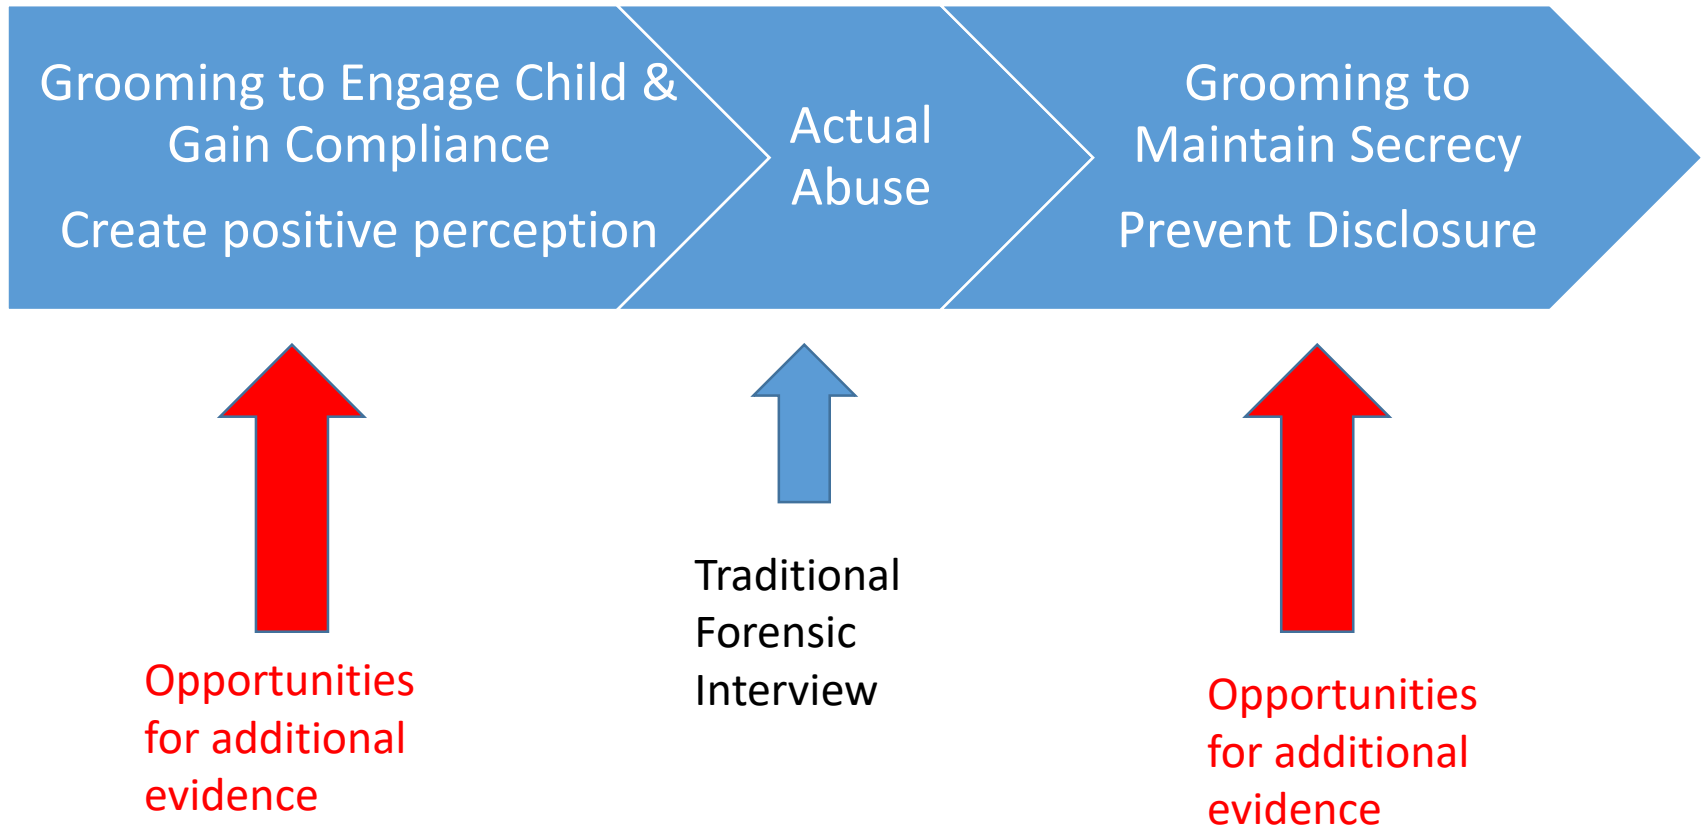 Grooming to Engage Child &
Gain Compliance
Create positive perception
Actual
Abuse
Grooming to
Maintain Secrecy
Prevent Disclosure
Opportunities
for additional
evidence
Traditional
Forensic
Interview
Opportunities
for additional
evidence